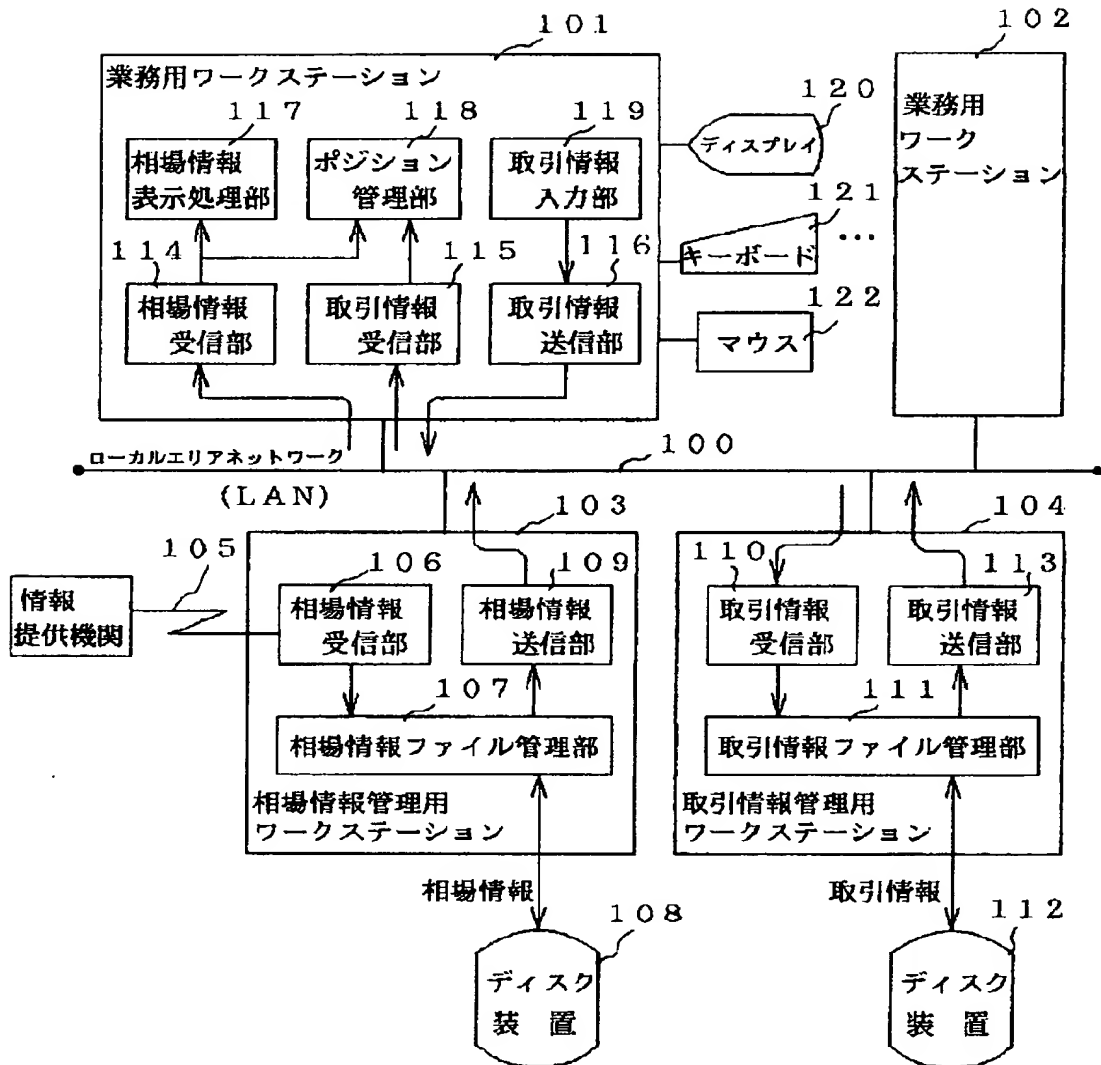 101
102
業務用ワークステーション
117
118
119
120
業務用
ワーク
ステーション
相場情報
表示処理部
ポジション
管理部
取引情報
入力部
ディスプレイ
121
114
115
116
キーボード
...
相場情報
受信部
取引情報
受信部
取引情報
送信部
122
マウス
ローカルエリアネットワーク
100
(LAN)
103
104
105
106
109
110
113
情報
提供機関
相場情報
受信部
相場情報
送信部
取引情報
受信部
取引情報
送信部
107
111
相場情報ファイル管理部
取引情報ファイル管理部
相場情報管理用
ワークステーション
取引情報管理用
ワークステーション
相場情報
取引情報
108
112
ディスク
装置
ディスク
装置